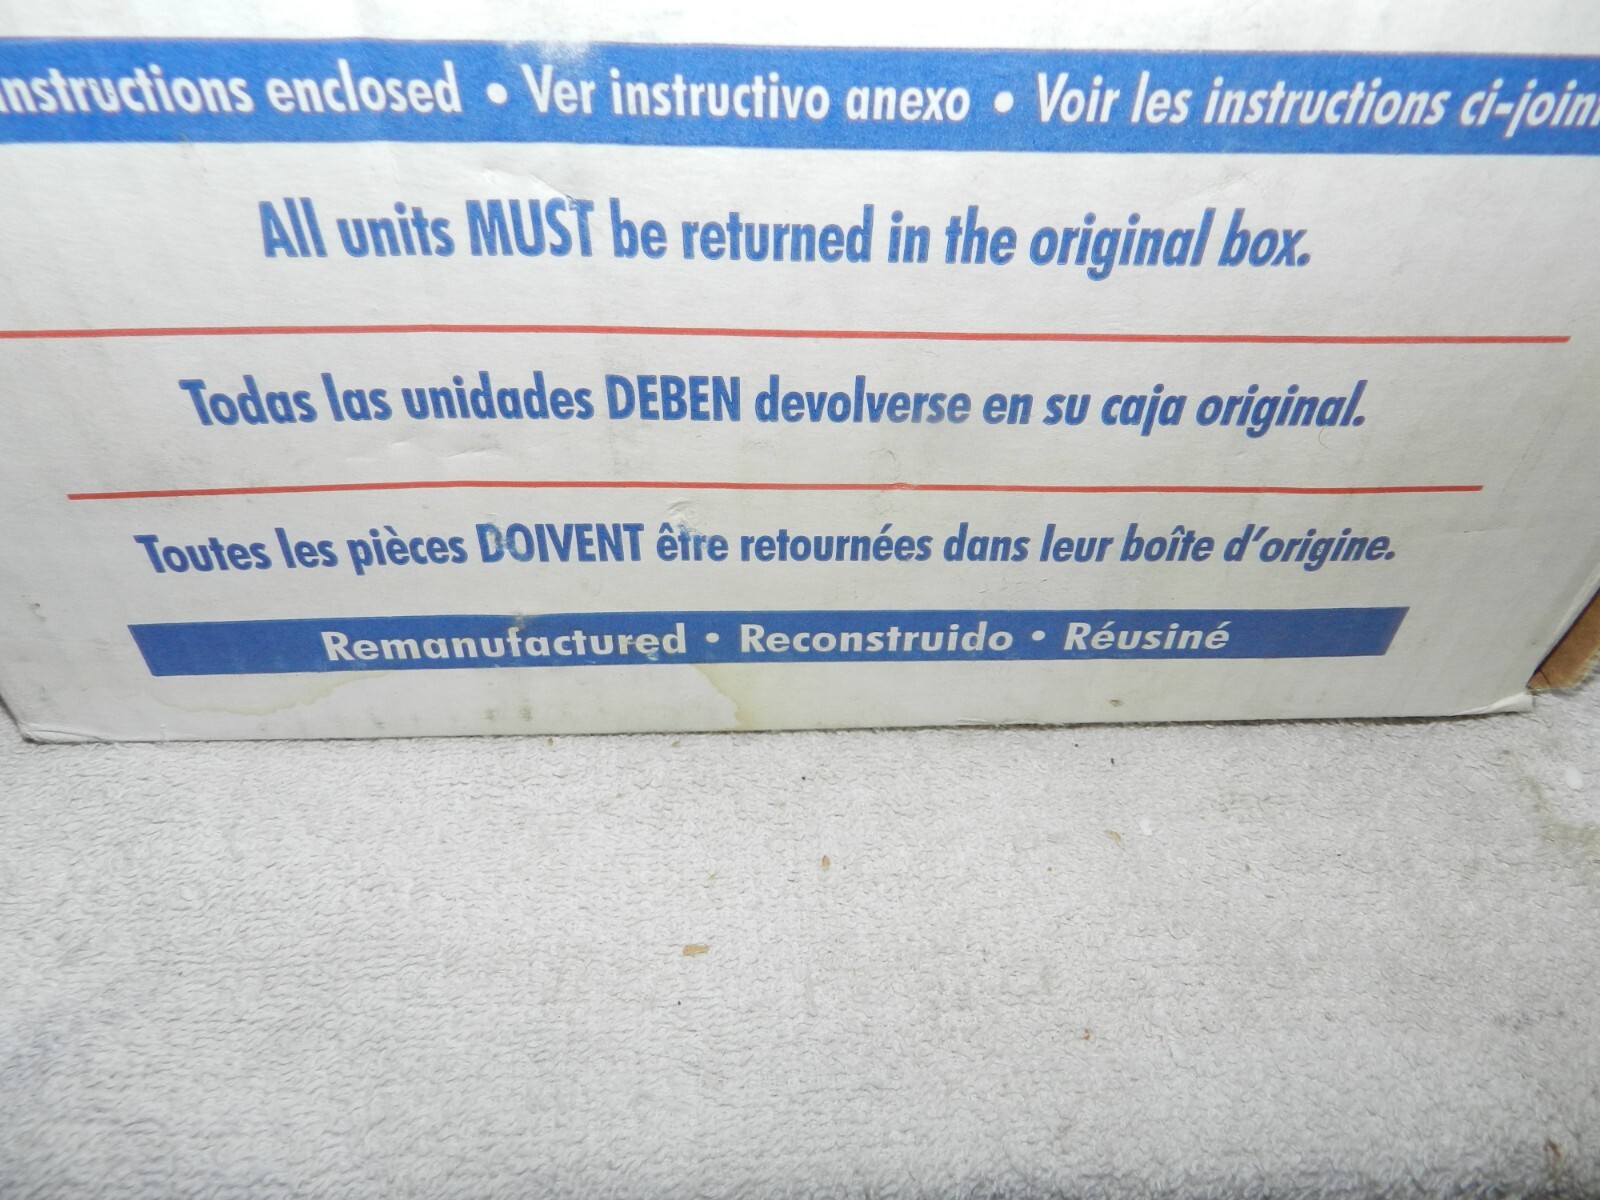 instructions enclosed • Ver instructivo anexo • Voir les instructions ci-joint
All units MUST be returned in the original box.
Todas las unidades DEBEN devolverse en su caja original.
Toutes les pièces DOIVENT être retournées dans leur boîte d'origine.
Remanufactured • Reconstruido • Réusiné